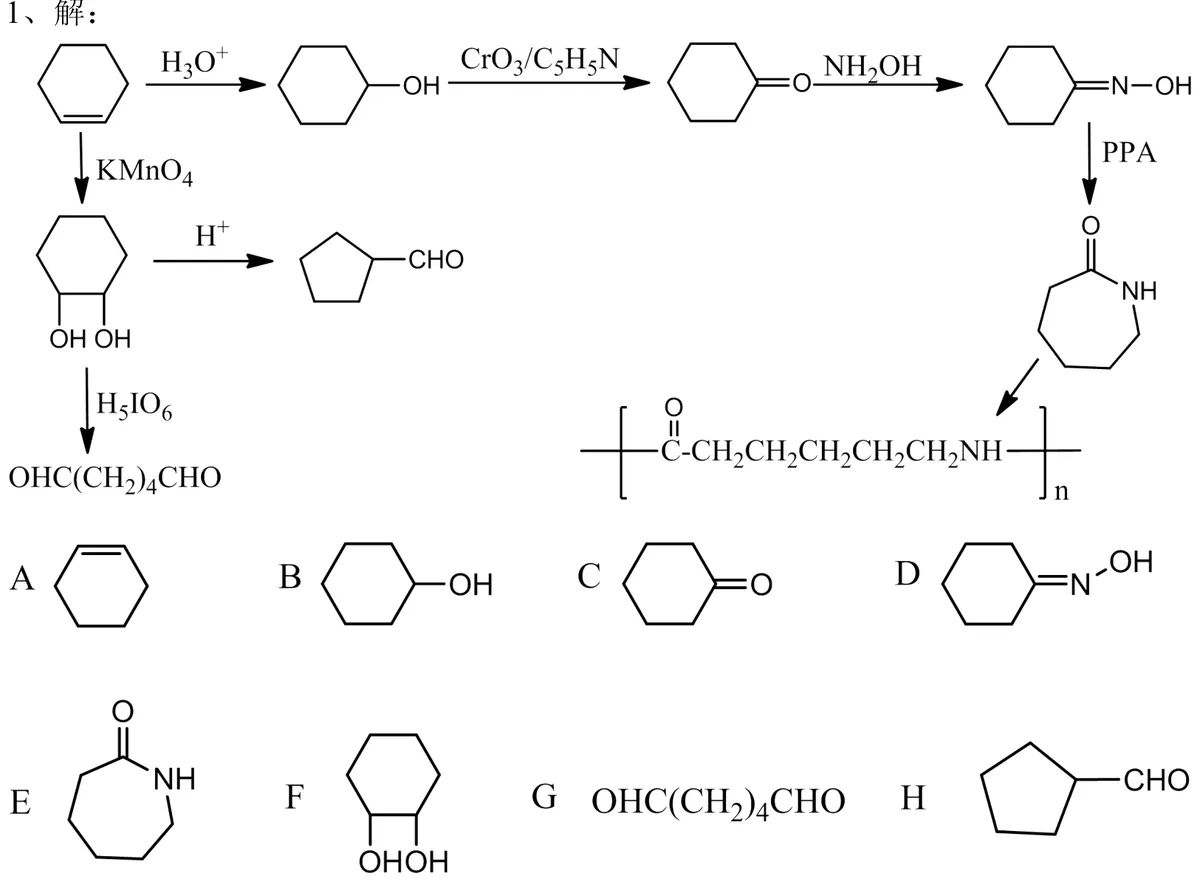 1、解：
H₃O⁺ OH CrO₃/C₅H₅N O NH₂OH N OH
KMnO₄ PPA
H⁺ CHO O
NH
OH OH
H₅IO₆
OHC(CH₂)₄CHO
O
C-CH₂CH₂CH₂CH₂CH₂NH
n
A B OH C O D N OH
O
E NH F OHOH G OHC(CH₂)₄CHO H CHO